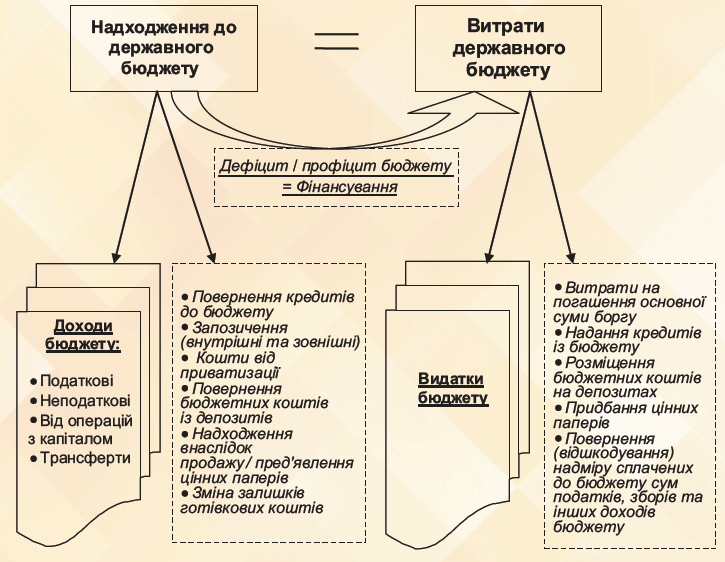 Надходження до
державного
бюджету
=
Витрати
державного
бюджету
Дефіцит / профіцит бюджету
= Фінансування
Доходи
бюджету:
● Податкові
● Неподаткові
● Від операцій
з капіталом
● Трансферти
● Повернення кредитів
до бюджету
● Запозичення
(внутрішні та зовнішні)
● Кошти від
приватизації
● Повернення
бюджетних коштів
із депозитів
● Надходження
внаслідок
продажу/ пред'явлення
цінних паперів
● Зміна залишків
готівкових коштів
Видатки
бюджету
● Витрати на
погашення основної
суми боргу
● Надання кредитів
із бюджету
● Розміщення
бюджетних коштів
на депозитах
● Придбання цінних
паперів
● Повернення
(відшкодування)
надміру сплачених
до бюджету сум
податків, зборів та
інших доходів
бюджету